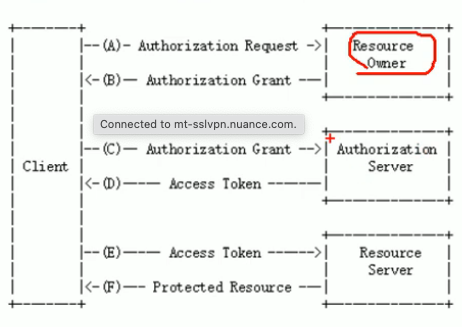 --(A)- Authorization Request ->
Resource
Owner
<-(B)-- Authorization Grant ---
Connected to mt-sslvpn.nuance.com.
--(C)-- Authorization Grant -->
Authorization
Server
Client
<-(D)----- Access Token -------
--(E)----- Access Token ------>
Resource
Server
<-(F)--- Protected Resource ---